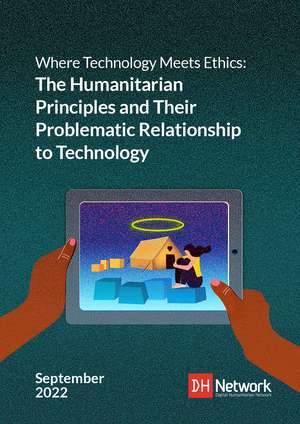 Where Technology Meets Ethics:
The Humanitarian
Principles and Their
Problematic Relationship
to Technology
September
2022
DH Network
Digital Humanitarian Network